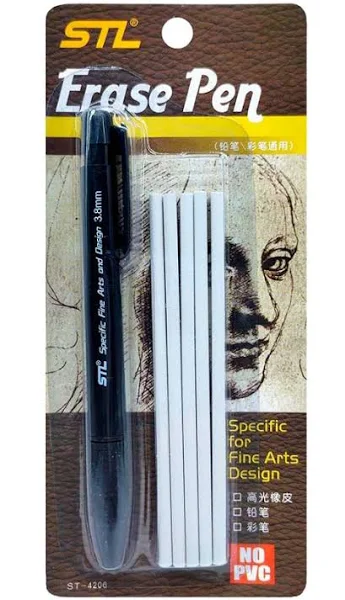 STL®
Erase Pen
(铅笔\彩笔通用)
STL Specific Fine Arts and Design 3.8mm
Specific
for
Fine Arts
Design
□ 高光橡皮
□ 铅笔
□ 彩笔
NO
PVC
ST-4206